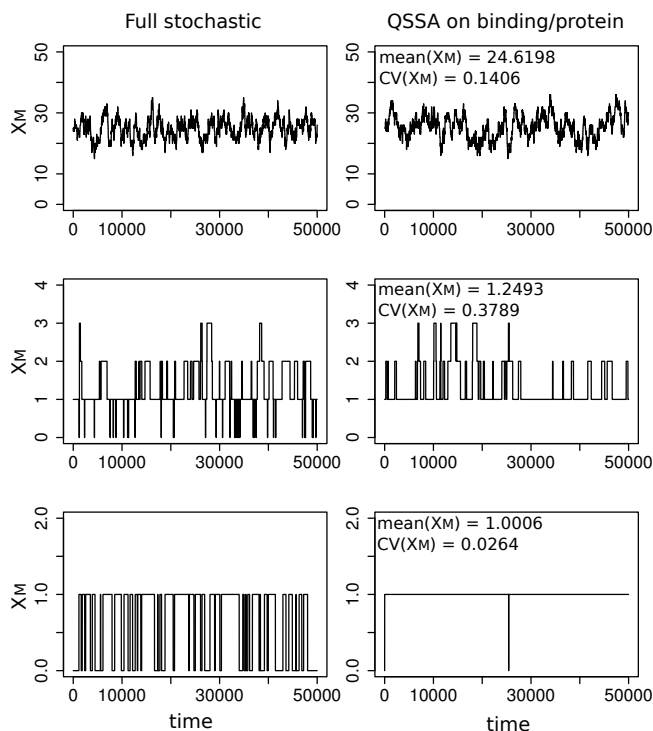 Full stochastic
QSSA on binding/protein
50
30
10
0
XM
0 10000 30000 50000
50
30
10
0
mean(XM) = 24.6198
CV(XM) = 0.1406
0 10000 30000 50000
4
3
2
1
0
XM
0 10000 30000 50000
4
3
2
1
0
mean(XM) = 1.2493
CV(XM) = 0.3789
0 10000 30000 50000
2.0
1.0
0.0
XM
0 10000 30000 50000
time
2.0
1.0
0.0
mean(XM) = 1.0006
CV(XM) = 0.0264
0 10000 30000 50000
time